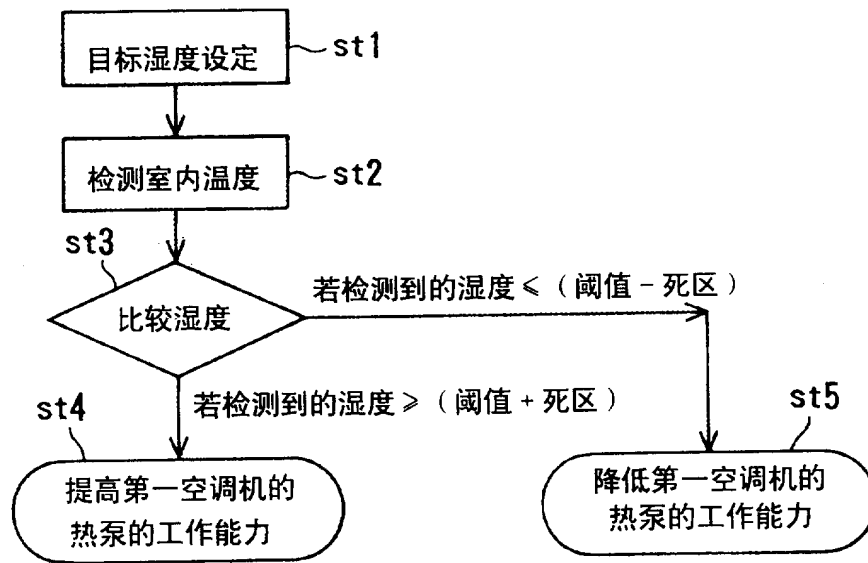 目标湿度设定
st1
检测室内温度
st2
st3
比较湿度
若检测到的湿度≤（阈值－死区）
若检测到的湿度≥（阈值+死区）
st4
提高第一空调机的
热泵的工作能力
st5
降低第一空调机的
热泵的工作能力